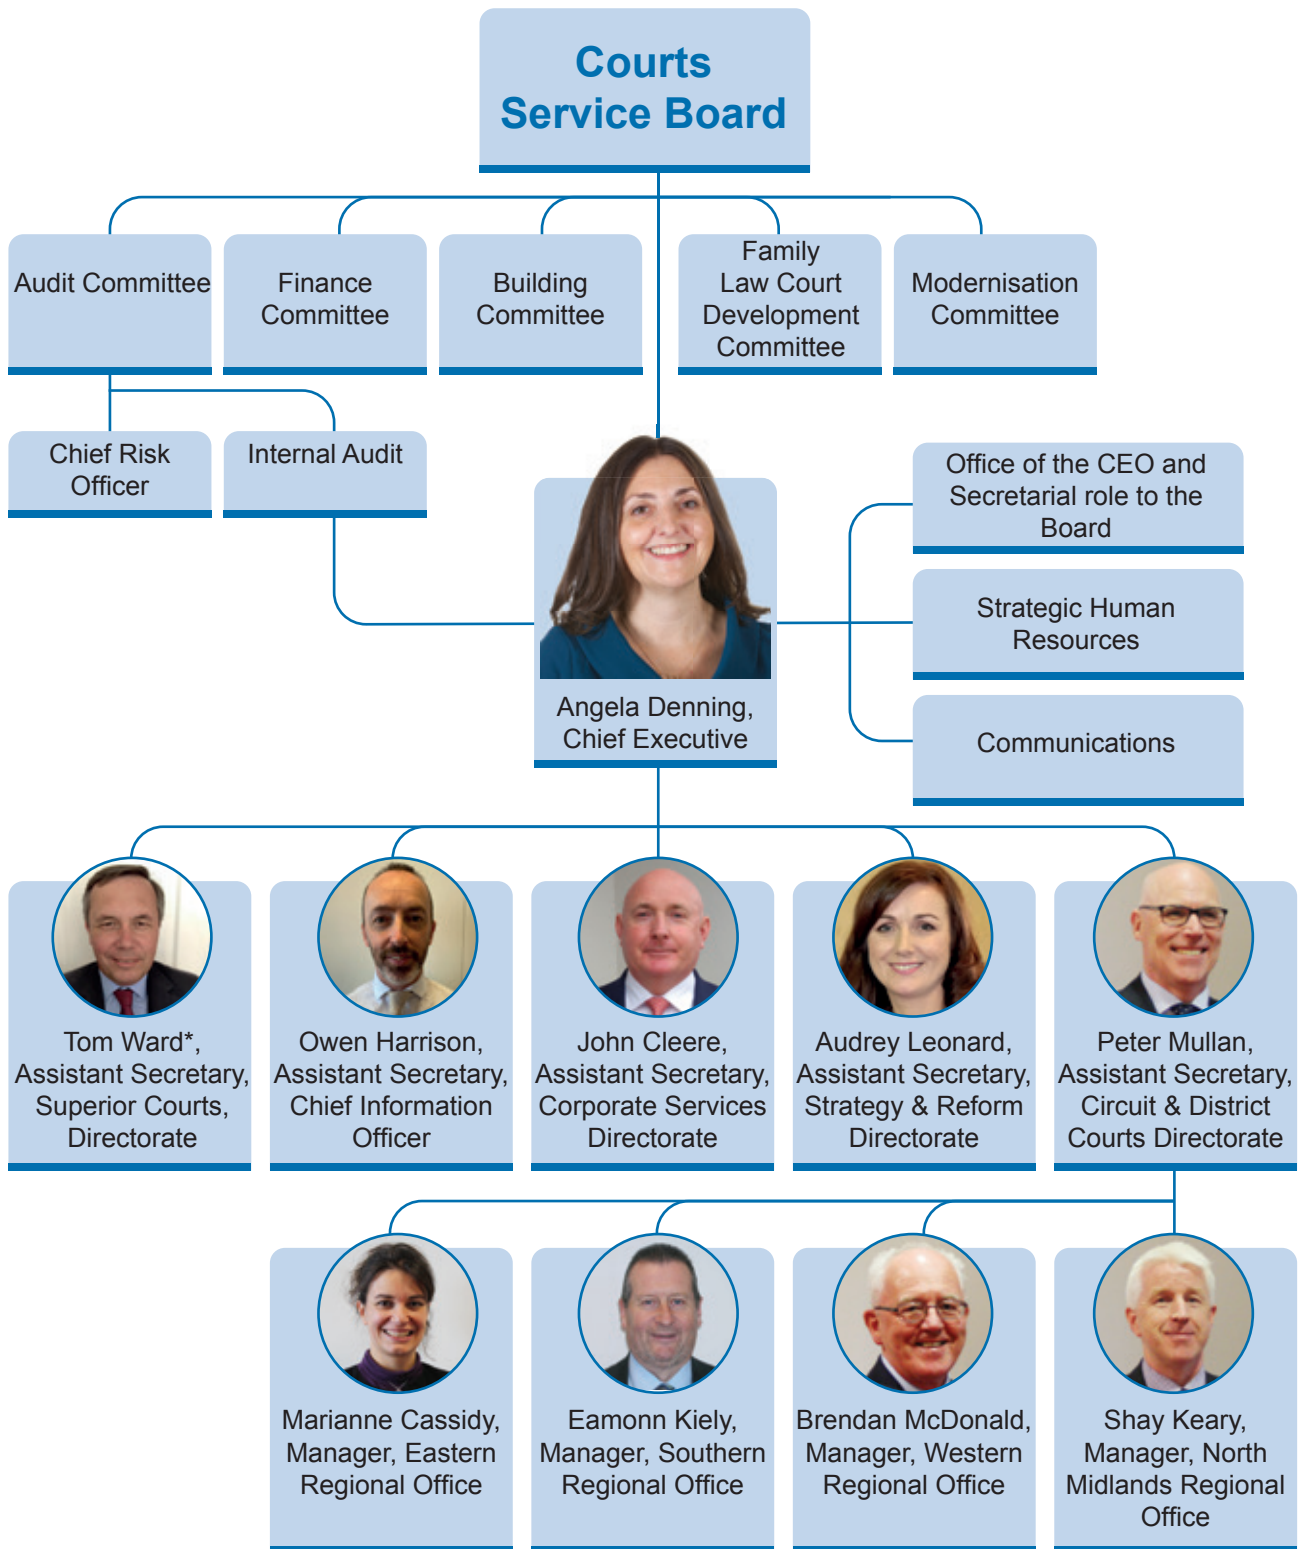 Courts
Service Board
Audit Committee
Finance
Committee
Building
Committee
Family
Law Court
Development
Committee
Modernisation
Committee
Chief Risk
Officer
Internal Audit
Office of the CEO and
Secretarial role to the
Board
Strategic Human
Resources
Communications
Angela Denning,
Chief Executive
Tom Ward*,
Assistant Secretary,
Superior Courts,
Directorate
Owen Harrison,
Assistant Secretary,
Chief Information
Officer
John Cleere,
Assistant Secretary,
Corporate Services
Directorate
Audrey Leonard,
Assistant Secretary,
Strategy & Reform
Directorate
Peter Mullan,
Assistant Secretary,
Circuit & District
Courts Directorate
Marianne Cassidy,
Manager, Eastern
Regional Office
Eamonn Kiely,
Manager, Southern
Regional Office
Brendan McDonald,
Manager, Western
Regional Office
Shay Keary,
Manager, North
Midlands Regional
Office